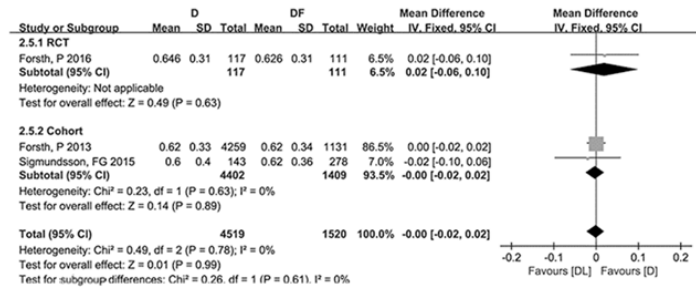 D DF Mean Difference Mean Difference
Study or Subgroup Mean SD Total Mean SD Total Weight IV, Fixed, 95% CI IV, Fixed, 95% CI
2.5.1 RCT
Forsth, P 2016 0.646 0.31 117 0.626 0.31 111 6.5% 0.02 [-0.06, 0.10]
Subtotal (95% CI) 117 111 6.5% 0.02 [-0.06, 0.10]
Heterogeneity: Not applicable
Test for overall effect: Z = 0.49 (P = 0.63)
2.5.2 Cohort
Forsth, P 2013 0.62 0.33 4259 0.62 0.34 1131 86.5% 0.00 [-0.02, 0.02]
Sigmundsson, FG 2015 0.6 0.4 143 0.62 0.36 278 7.0% -0.02 [-0.10, 0.06]
Subtotal (95% CI) 4402 1409 93.5% -0.00 [-0.02, 0.02]
Heterogeneity: Chi² = 0.23, df = 1 (P = 0.63); I² = 0%
Test for overall effect: Z = 0.14 (P = 0.89)
Total (95% CI) 4519 1520 100.0% -0.00 [-0.02, 0.02]
Heterogeneity: Chi² = 0.49, df = 2 (P = 0.78); I² = 0%
Test for overall effect: Z = 0.01 (P = 0.99)
Test for subgroup differences: Chi² = 0.26, df = 1 (P = 0.61), I² = 0%
-0.2 -0.1 0 0.1 0.2
Favours [DL] Favours [D]